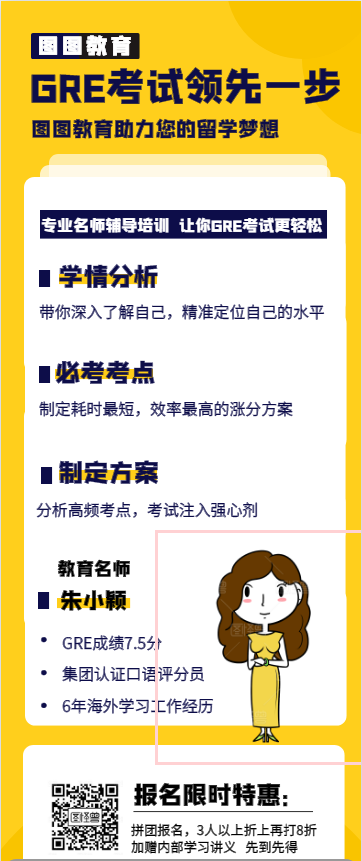 图图教育
GRE考试领先一步
图图教育助力您的留学梦想
专业名师辅导培训 让你GRE考试更轻松
学情分析
带你深入了解自己，精准定位自己的水平
必考考点
制定耗时最短，效率最高的涨分方案
制定方案
分析高频考点，考试注入强心剂
教育名师
朱小颖
GRE成绩7.5分
集团认证口语评分员
6年海外学习工作经历
图怪兽
报名限时特惠：
拼团报名，3人以上折上再打8折
加赠内部学习讲义 先到先得